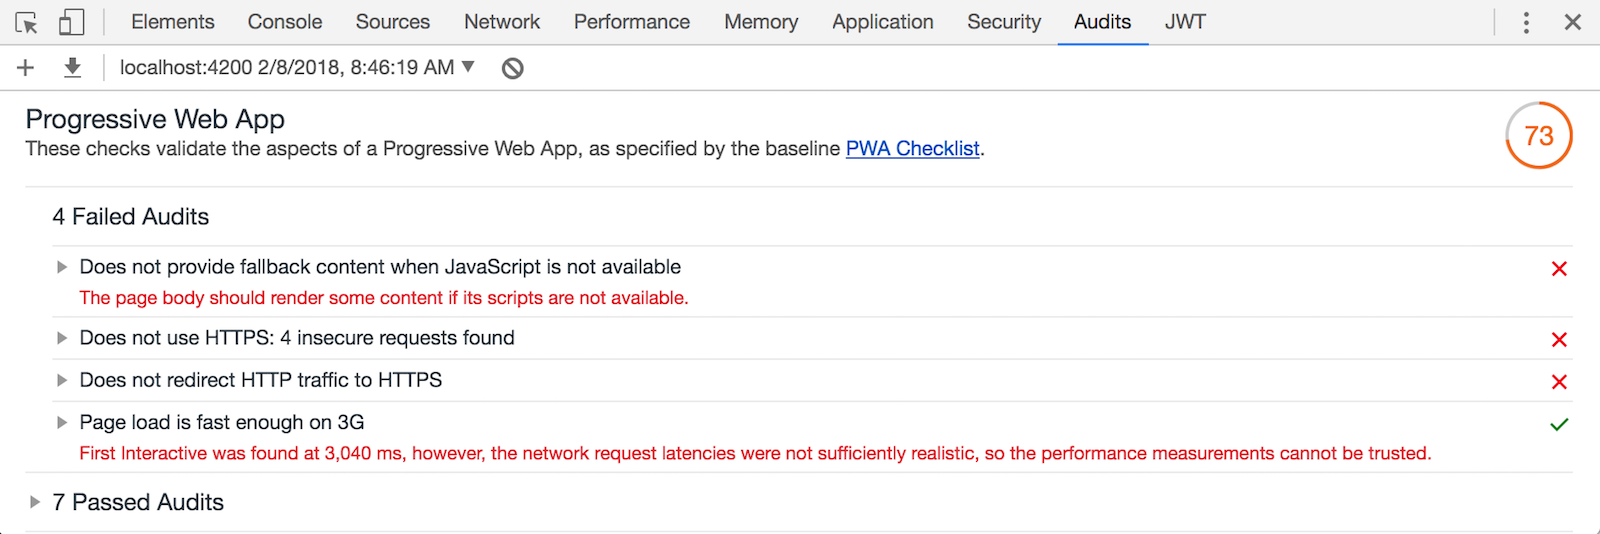 Elements Console Sources Network Performance Memory Application Security Audits JWT
localhost:4200 2/8/2018, 8:46:19 AM
Progressive Web App
73
These checks validate the aspects of a Progressive Web App, as specified by the baseline PWA Checklist.
4 Failed Audits
Does not provide fallback content when JavaScript is not available
The page body should render some content if its scripts are not available.
Does not use HTTPS: 4 insecure requests found
Does not redirect HTTP traffic to HTTPS
Page load is fast enough on 3G
First Interactive was found at 3,040 ms, however, the network request latencies were not sufficiently realistic, so the performance measurements cannot be trusted.
7 Passed Audits